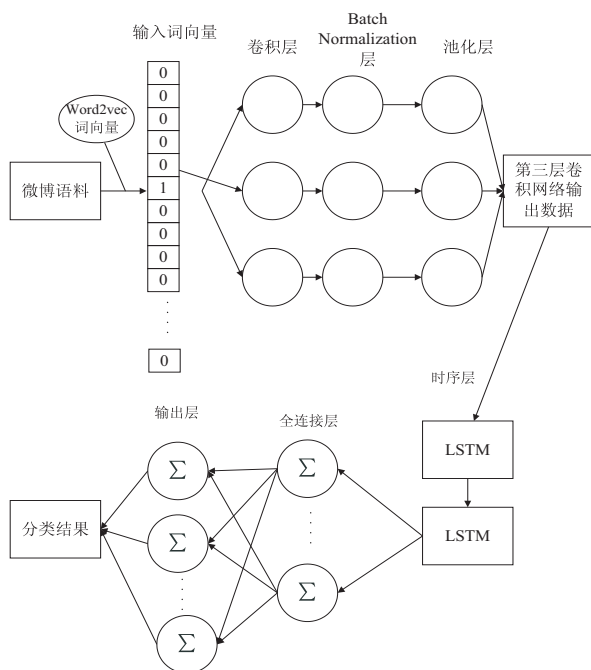 输入词向量
卷积层
Batch
Normalization
层
池化层
Word2vec
词向量
微博语料
0
0
0
0
0
1
0
0
0
0
0
第三层卷
积网络输
出数据
时序层
LSTM
LSTM
全连接层
Σ
Σ
输出层
Σ
Σ
Σ
分类结果